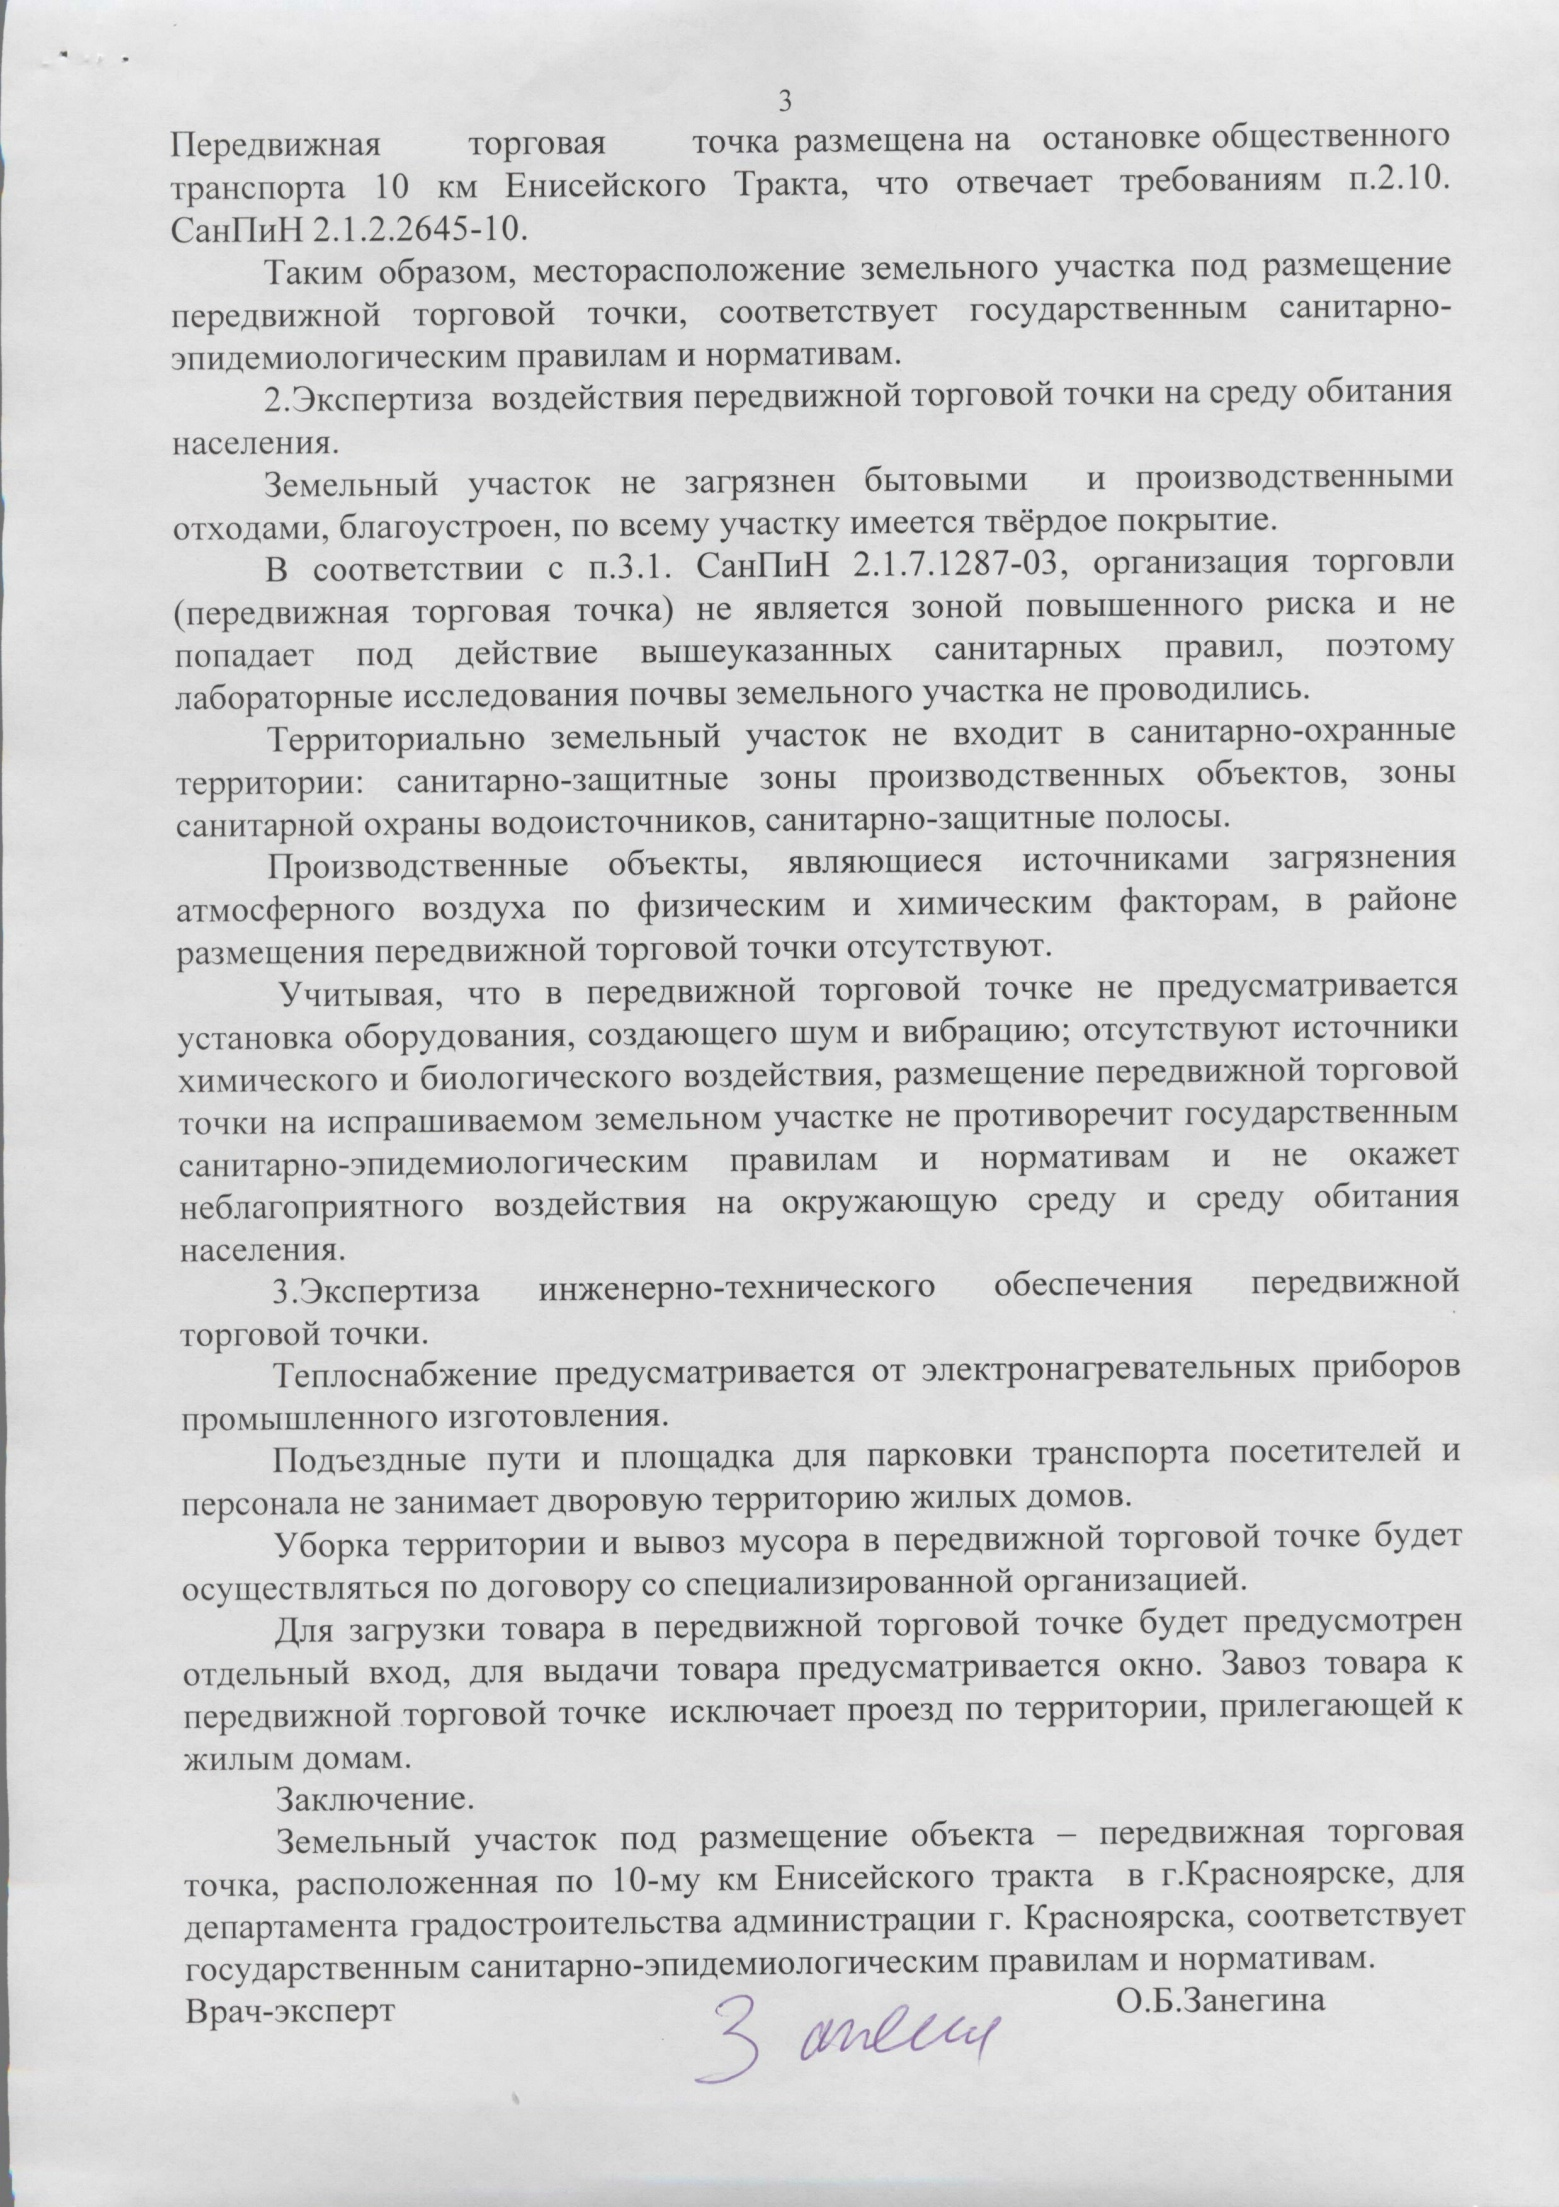 3
Передвижная торговая точка размещена на остановке общественного
транспорта 10 км Енисейского Тракта, что отвечает требованиям п.2.10.
СанПиН 2.1.2.2645-10.
Таким образом, месторасположение земельного участка под размещение
передвижной торговой точки, соответствует государственным санитарно-
эпидемиологическим правилам и нормативам.
2.Экспертиза воздействия передвижной торговой точки на среду обитания
населения.
Земельный участок не загрязнен бытовыми и производственными
отходами, благоустроен, по всему участку имеется твёрдое покрытие.
В соответствии с п.3.1. СанПиН 2.1.7.1287-03, организация торговли
(передвижная торговая точка) не является зоной повышенного риска и не
попадает под действие вышеуказанных санитарных правил, поэтому
лабораторные исследования почвы земельного участка не проводились.
Территориально земельный участок не входит в санитарно-охранные
территории: санитарно-защитные зоны производственных объектов, зоны
санитарной охраны водоисточников, санитарно-защитные полосы.
Производственные объекты, являющиеся источниками загрязнения
атмосферного воздуха по физическим и химическим факторам, в районе
размещения передвижной торговой точки отсутствуют.
Учитывая, что в передвижной торговой точке не предусматривается
установка оборудования, создающего шум и вибрацию; отсутствуют источники
химического и биологического воздействия, размещение передвижной торговой
точки на испрашиваемом земельном участке не противоречит государственным
санитарно-эпидемиологическим правилам и нормативам и не окажет
неблагоприятного воздействия на окружающую среду и среду обитания
населения.
3.Экспертиза инженерно-технического обеспечения передвижной
торговой точки.
Теплоснабжение предусматривается от электронагревательных приборов
промышленного изготовления.
Подъездные пути и площадка для парковки транспорта посетителей и
персонала не занимает дворовую территорию жилых домов.
Уборка территории и вывоз мусора в передвижной торговой точке будет
осуществляться по договору со специализированной организацией.
Для загрузки товара в передвижной торговой точке будет предусмотрен
отдельный вход, для выдачи товара предусматривается окно. Завоз товара к
передвижной торговой точке исключает проезд по территории, прилегающей к
жилым домам.
Заключение.
Земельный участок под размещение объекта – передвижная торговая
точка, расположенная по 10-му км Енисейского тракта в г.Красноярске, для
департамента градостроительства администрации г. Красноярска, соответствует
государственным санитарно-эпидемиологическим правилам и нормативам.
Врач-эксперт О.Б.Занегина